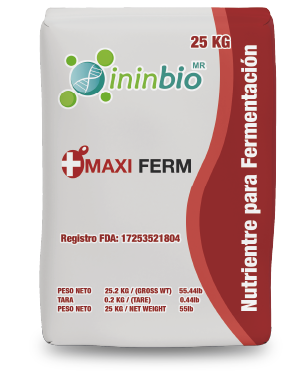 25 KG
ininbio MR
MAXI FERM
Nutrientre para Fermentación
Registro FDA: 17253521804
PESO NETO 25.2 KG / (GROSS WT) 55.44lb
TARA 0.2 KG / (TARE) 0.44lb
PESO NETO 25 KG / NET WEIGHT 55lb